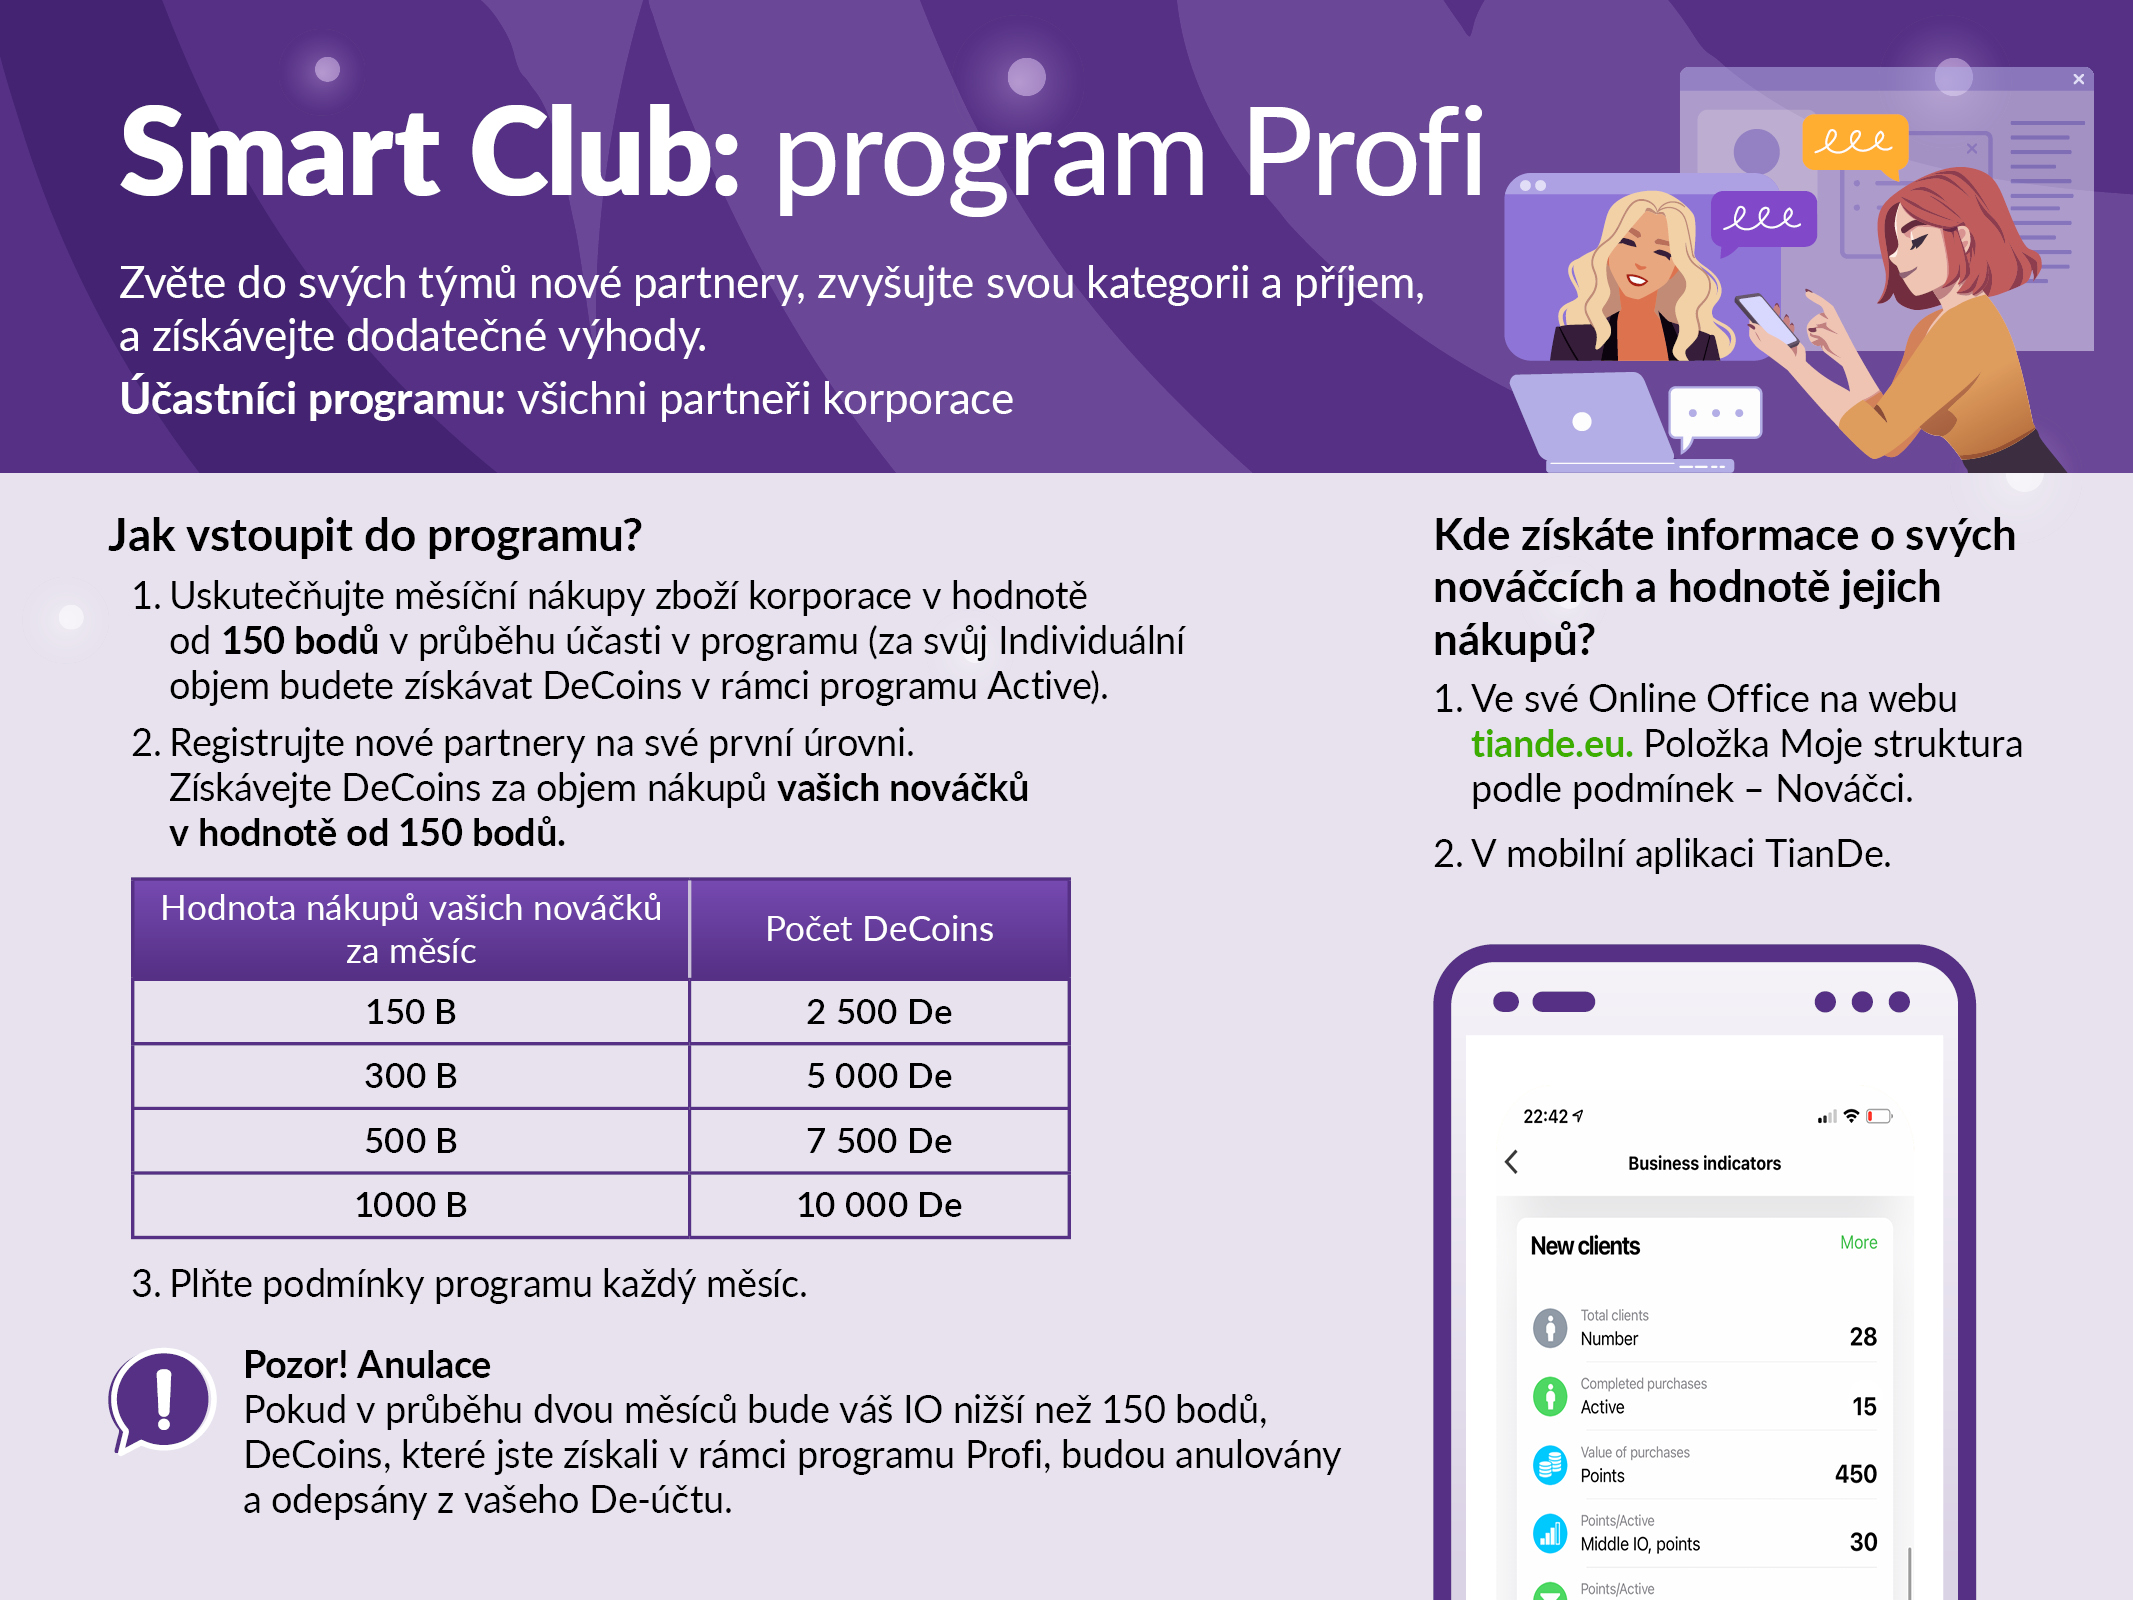 Smart Club: program Profi
Zvěte do svých týmů nové partnery, zvyšujte svou kategorii a příjem,
a získávejte dodatečné výhody.
Účastníci programu: všichni partneři korporace
Jak vstoupit do programu?
1. Uskutečňujte měsíční nákupy zboží korporace v hodnotě
od 150 bodů v průběhu účasti v programu (za svůj Individuální
objem budete získávat DeCoins v rámci programu Active).
2. Registrujte nové partnery na své první úrovni.
Získávejte DeCoins za objem nákupů vašich nováčků
v hodnotě od 150 bodů.
Hodnota nákupů vašich nováčků
za měsíc
Počet DeCoins
150 B
2 500 De
300 B
5 000 De
500 B
7 500 De
1000 B
10 000 De
3. Plňte podmínky programu každý měsíc.
Pozor! Anulace
Pokud v průběhu dvou měsíců bude váš IO nižší než 150 bodů,
DeCoins, které jste získali v rámci programu Profi, budou anulovány
a odepsány z vašeho De-účtu.
Kde získáte informace o svých
nováčcích a hodnotě jejich
nákupů?
1. Ve své Online Office na webu
tiande.eu. Položka Moje struktura
podle podmínek – Nováčci.
2. V mobilní aplikaci TianDe.
22:42
Business indicators
New clients
More
Total clients
Number
28
Completed purchases
Active
15
Value of purchases
Points
450
Points/Active
Middle IO, points
30
Points/Active